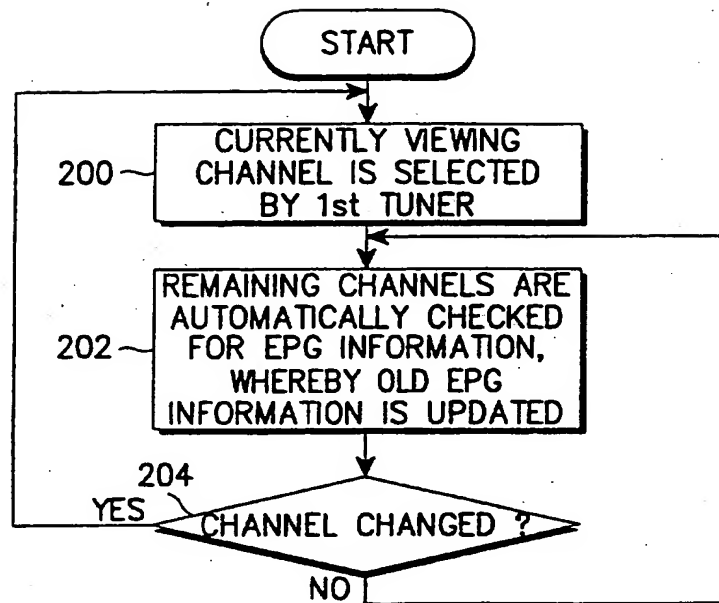 START
CURRENTLY VIEWING
CHANNEL IS SELECTED
BY 1st TUNER
200
REMAINING CHANNELS ARE
AUTOMATICALLY CHECKED
FOR EPG INFORMATION,
WHEREBY OLD EPG
INFORMATION IS UPDATED
202
204
YES
CHANNEL CHANGED ?
NO